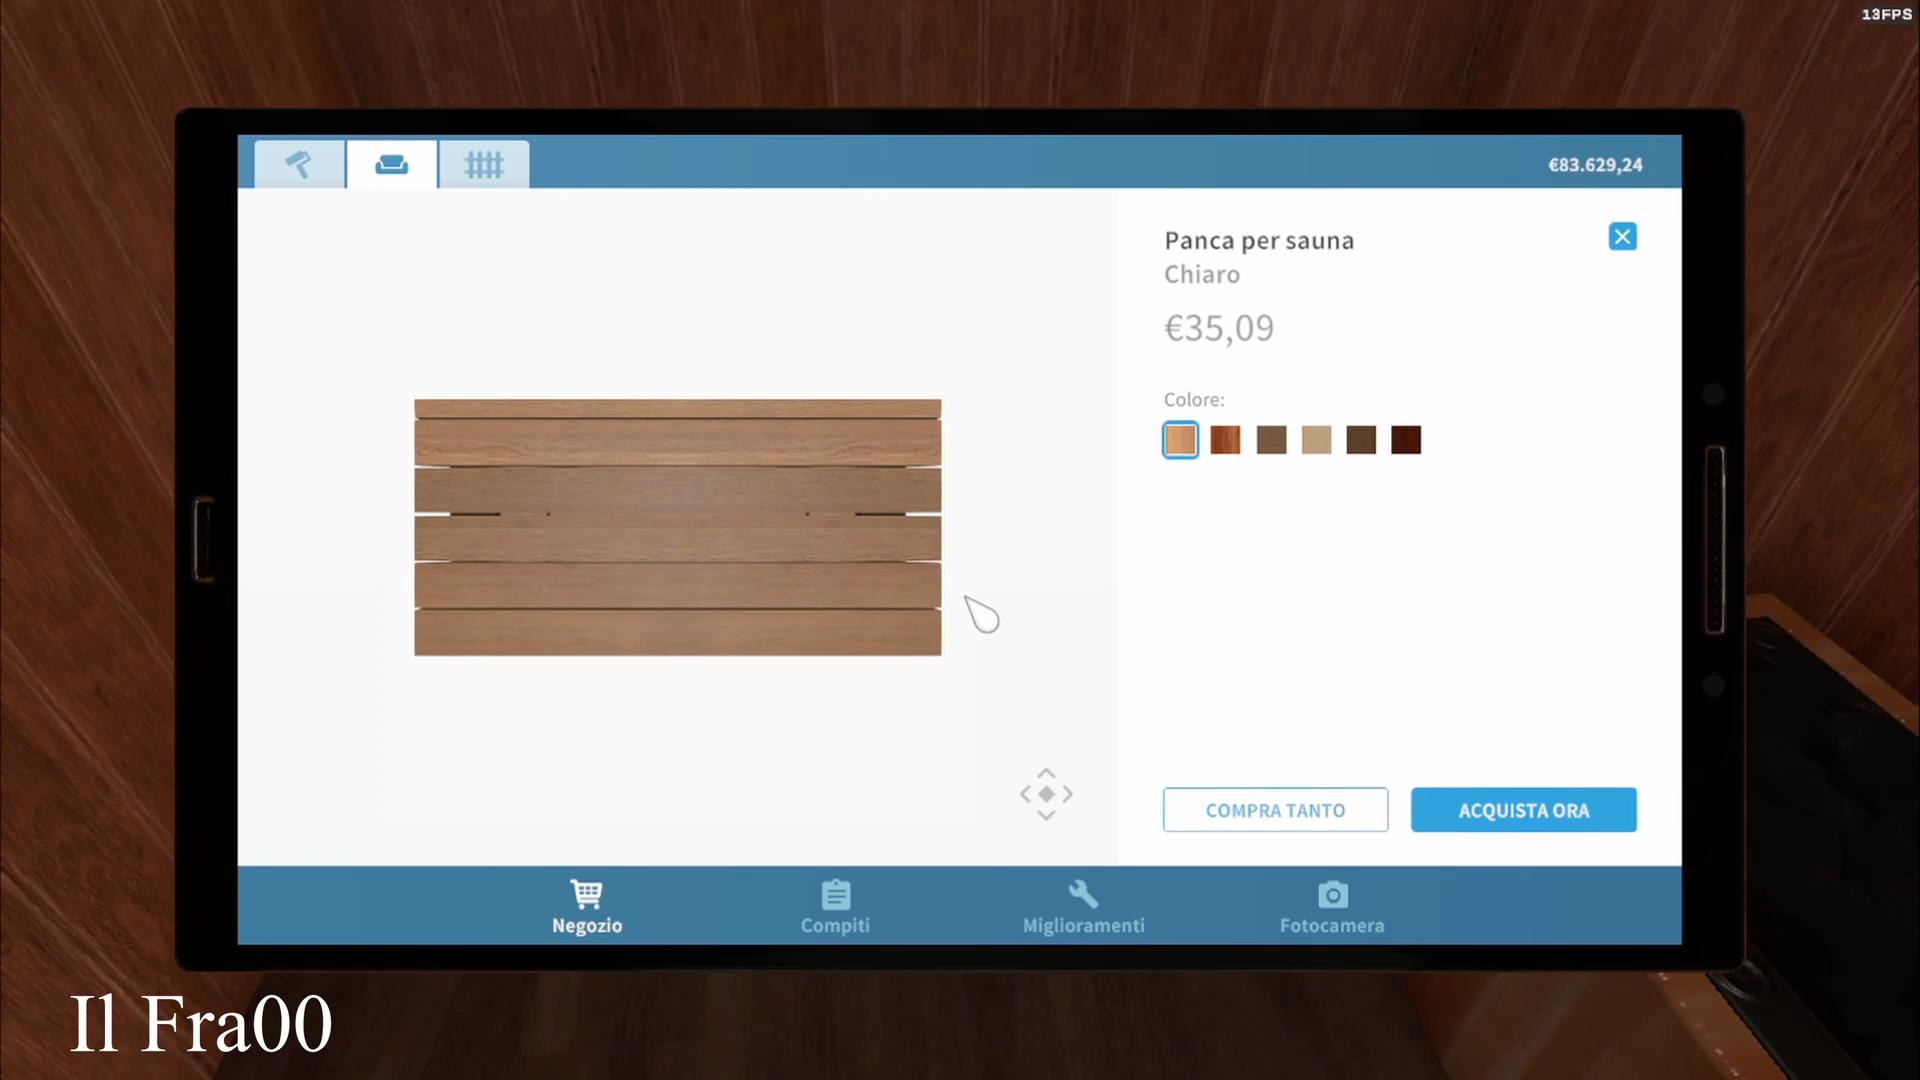 13FPS
€83.629,24
Panca per sauna
Chiaro
€35,09
Colore:
COMPRA TANTO
ACQUISTA ORA
Negozio
Compiti
Miglioramenti
Fotocamera
Il Fra00